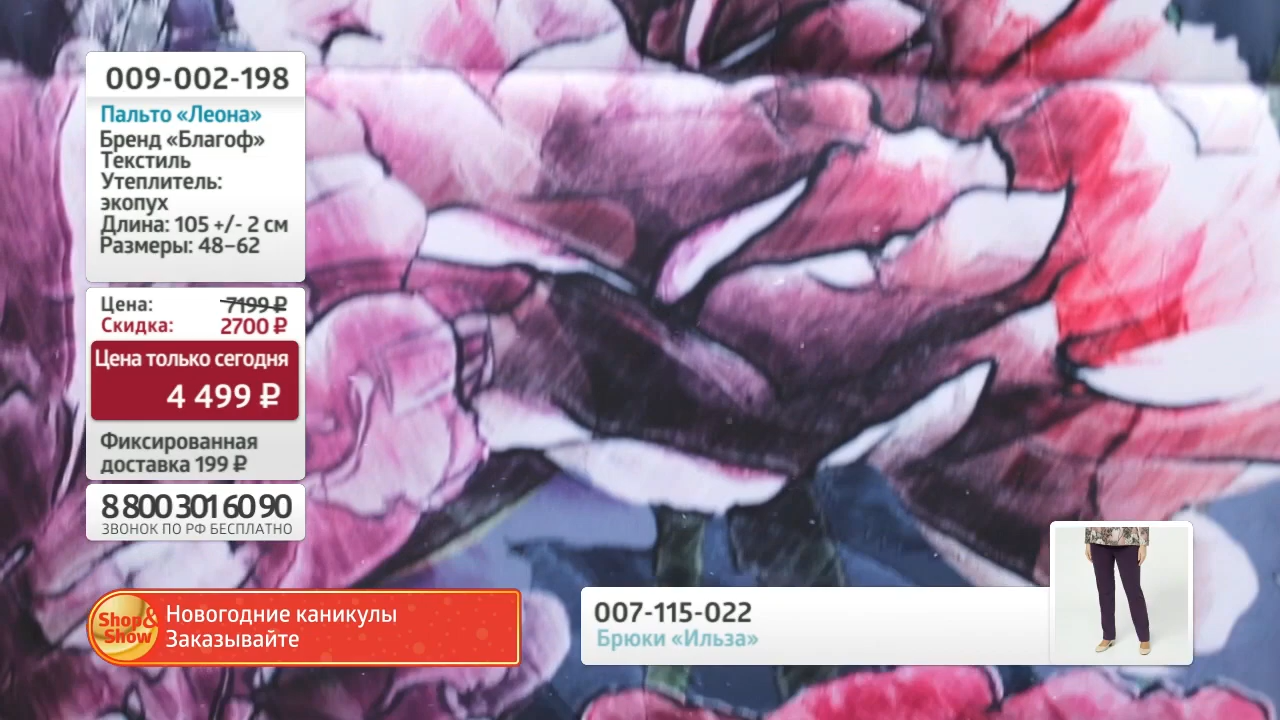 009-002-198
Пальто «Леона»
Бренд «Благоф»
Текстиль
Утеплитель:
экопух
Длина: 105 +/- 2 см
Размеры: 48–62
Цена: 7199 ₽
Скидка: 2700 ₽
Цена только сегодня
4 499 ₽
Фиксированная
доставка 199 ₽
8 800 301 60 90
ЗВОНОК ПО РФ БЕСПЛАТНО
Shop&
Show
Новогодние каникулы
Заказывайте
007-115-022
Брюки «Ильза»